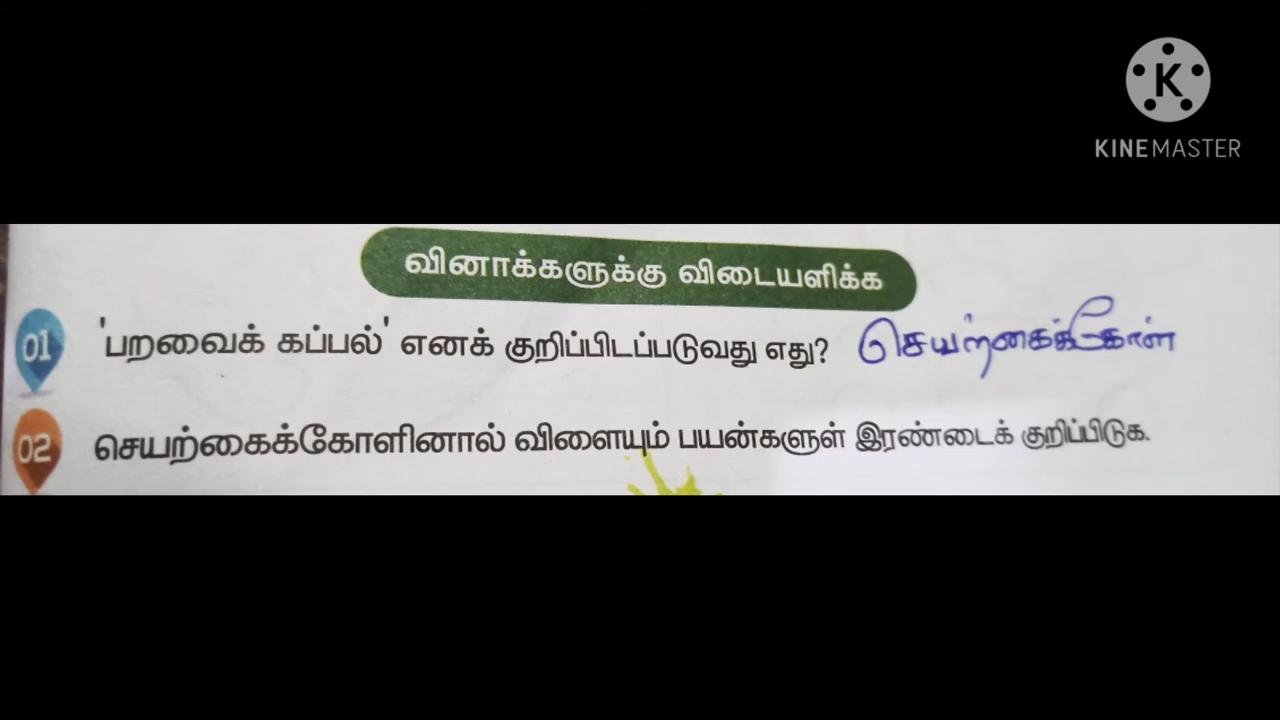 KINEMASTER
வினாக்களுக்கு விடையளிக்க
01 'பறவைக் கப்பல்' எனக் குறிப்பிடப்படுவது எது? செயற்கைக்கோள்
02 செயற்கைக்கோளினால் விளையும் பயன்களுள் இரண்டைக் குறிப்பிடுக.